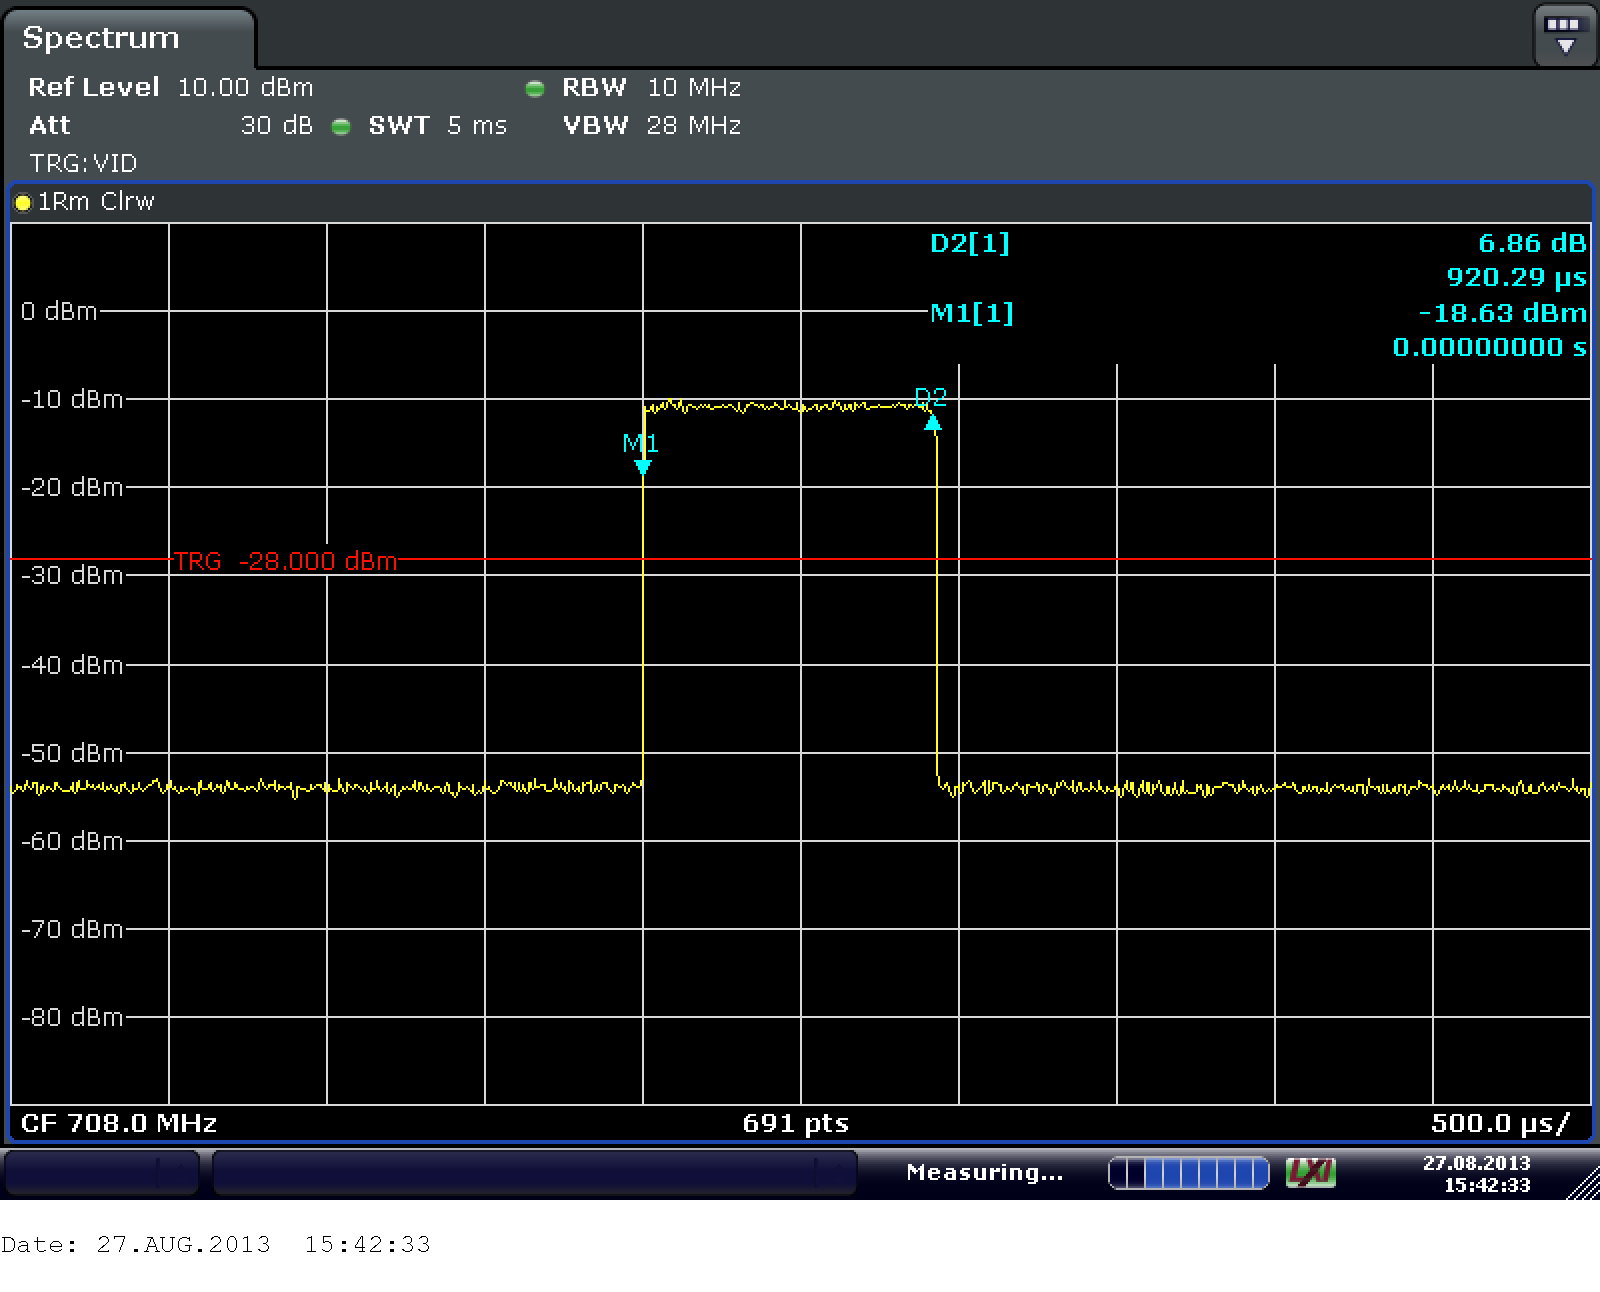 Spectrum
Ref Level 10.00 dBm RBW 10 MHz
Att 30 dB SWT 5 ms VBW 28 MHz
TRG:VID
1Rm Clrw
D2[1] 6.86 dB
920.29 µs
0 dBm M1[1] -18.63 dBm
0.00000000 s
-10 dBm D2
M1
-20 dBm
TRG -28.000 dBm
-30 dBm
-40 dBm
-50 dBm
-60 dBm
-70 dBm
-80 dBm
CF 708.0 MHz 691 pts 500.0 µs/
Measuring... LXI 27.08.2013
15:42:33
Date: 27.AUG.2013 15:42:33